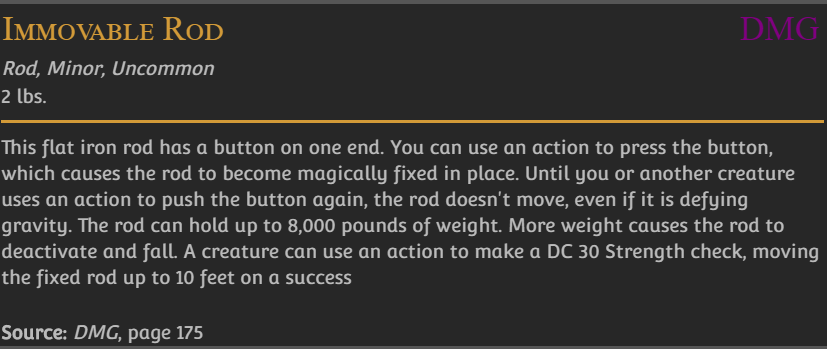 Immovable Rod DMG
Rod, Minor, Uncommon
2 lbs.
This flat iron rod has a button on one end. You can use an action to press the button,
which causes the rod to become magically fixed in place. Until you or another creature
uses an action to push the button again, the rod doesn't move, even if it is defying
gravity. The rod can hold up to 8,000 pounds of weight. More weight causes the rod to
deactivate and fall. A creature can use an action to make a DC 30 Strength check, moving
the fixed rod up to 10 feet on a success
Source: DMG, page 175